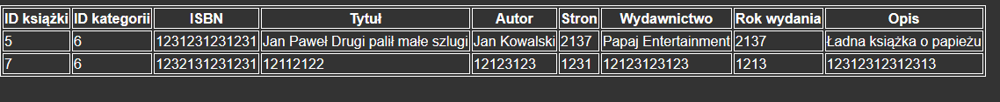 ID książki ID kategorii ISBN Tytuł Autor Stron Wydawnictwo Rok wydania Opis
5 6 1231231231231 Jan Paweł Drugi palił małe szlugi Jan Kowalski 2137 Papaj Entertainment 2137 Ładna książka o papieżu
7 6 1232131231231 12112122 12123123 1231 12123123123 1213 12312312312313